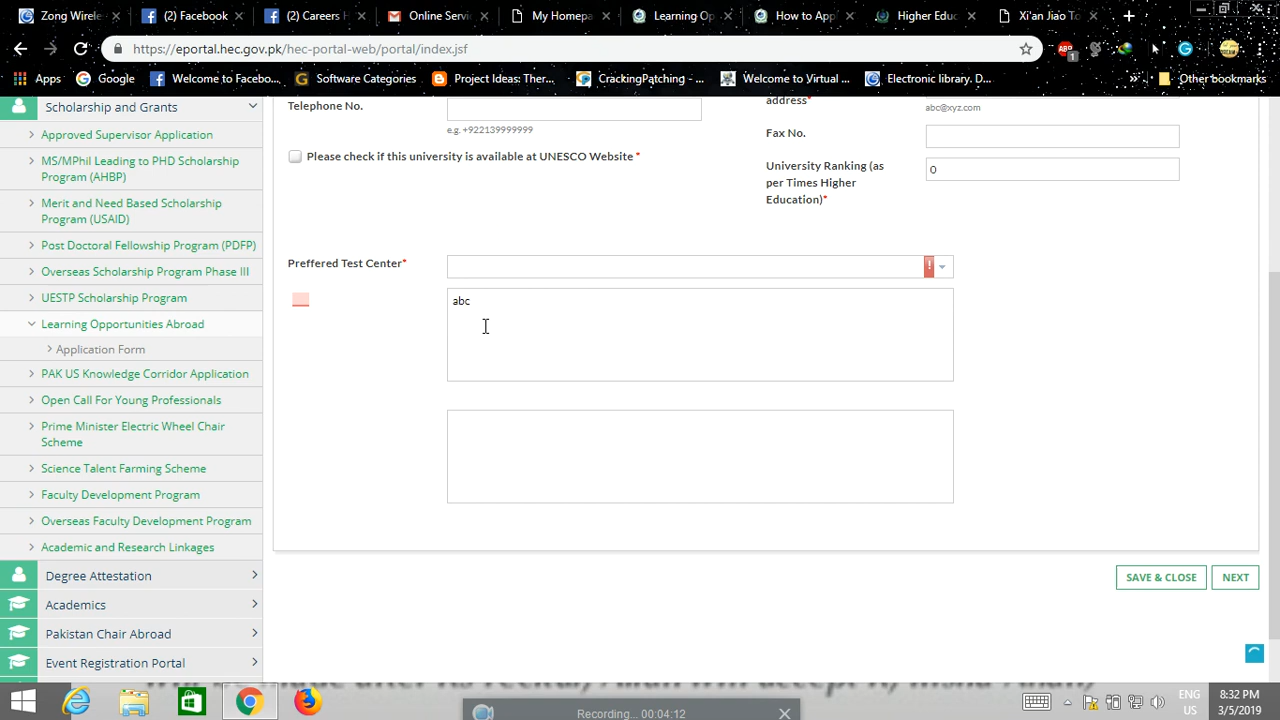 Zong Wirele
(2) Facebook
(2) Careers H
Online Servi
My Homepa
Learning Op
How to Appl
Higher Educ
Xi'an Jiao To
https://eportal.hec.gov.pk/hec-portal-web/portal/index.jsf
Apps
Google
Welcome to Facebo...
Software Categories
Project Ideas: Ther...
CrackingPatching - ...
Welcome to Virtual ...
Electronic library. D...
Other bookmarks
Scholarship and Grants
Approved Supervisor Application
MS/MPhil Leading to PHD Scholarship
Program (AHBP)
Merit and Need Based Scholarship
Program (USAID)
Post Doctoral Fellowship Program (PDFP)
Overseas Scholarship Program Phase III
UESTP Scholarship Program
Learning Opportunities Abroad
Application Form
PAK US Knowledge Corridor Application
Open Call For Young Professionals
Prime Minister Electric Wheel Chair
Scheme
Science Talent Farming Scheme
Faculty Development Program
Overseas Faculty Development Program
Academic and Research Linkages
Degree Attestation
Academics
Pakistan Chair Abroad
Event Registration Portal
Telephone No.
e.g. +922139999999
address*
abc@xyz.com
Fax No.
Please check if this university is available at UNESCO Website *
University Ranking (as
per Times Higher
Education)*
0
Preffered Test Center*
abc
SAVE & CLOSE
NEXT
Recording... 00:04:12
ENG
US
8:32 PM
3/5/2019